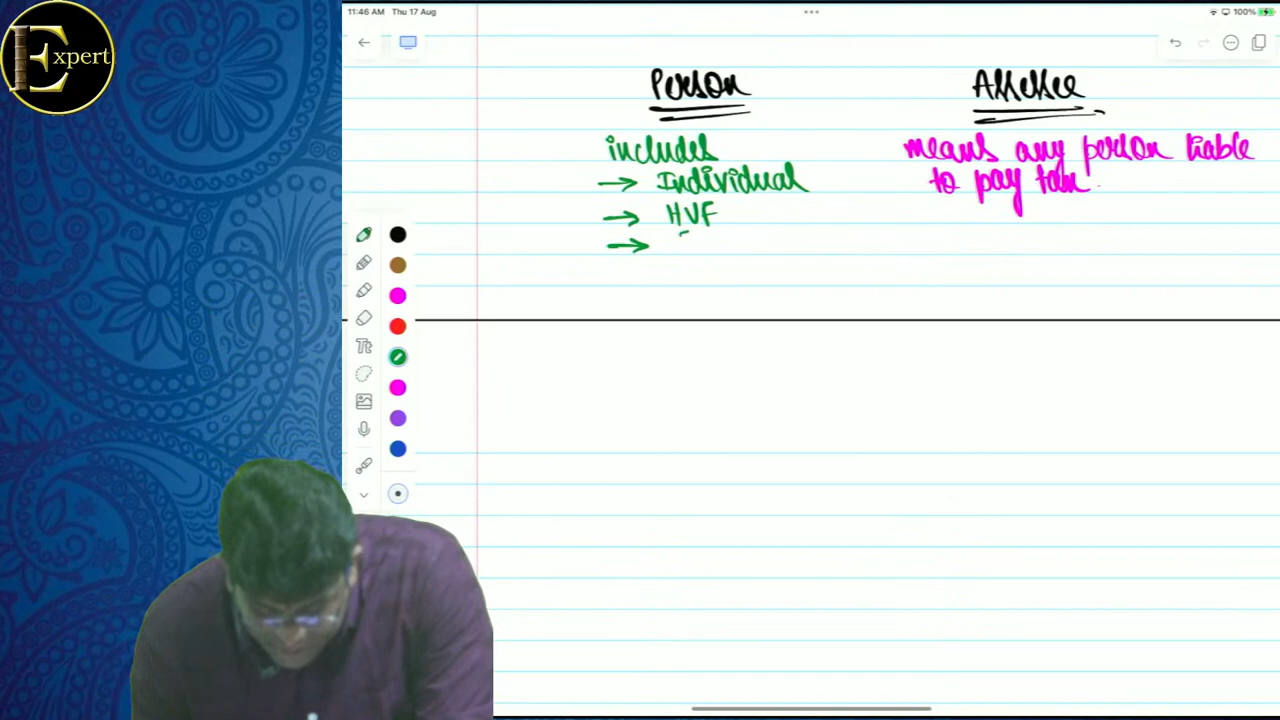 Expert
11:46 AM Thu 17 Aug
100%
Person
Assessee
includes
→ Individual
→ HUF
→
means any person liable
to pay tax.
Tt